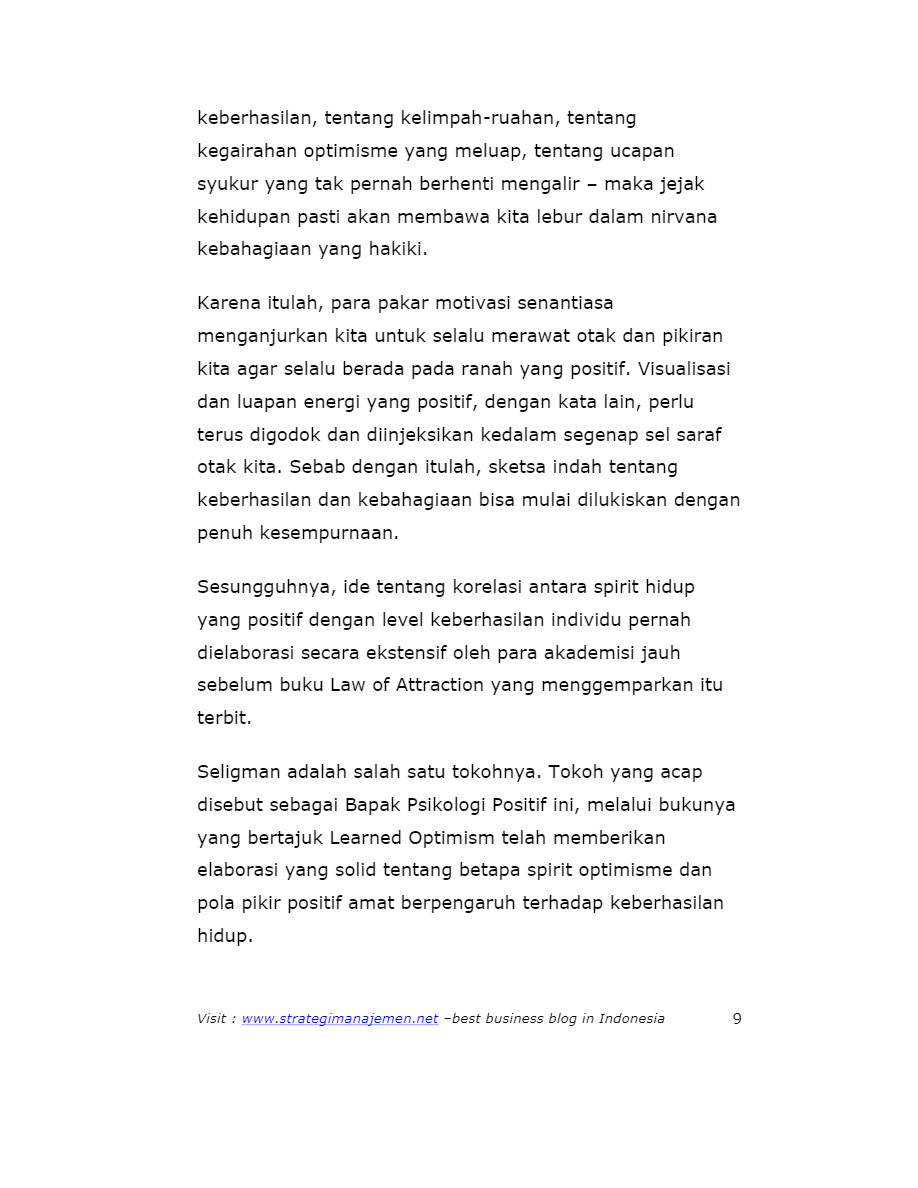 keberhasilan, tentang kelimpah-ruahan, tentang
kegairahan optimisme yang meluap, tentang ucapan
syukur yang tak pernah berhenti mengalir – maka jejak
kehidupan pasti akan membawa kita lebur dalam nirvana
kebahagiaan yang hakiki.
Karena itulah, para pakar motivasi senantiasa
menganjurkan kita untuk selalu merawat otak dan pikiran
kita agar selalu berada pada ranah yang positif. Visualisasi
dan luapan energi yang positif, dengan kata lain, perlu
terus digodok dan diinjeksikan kedalam segenap sel saraf
otak kita. Sebab dengan itulah, sketsa indah tentang
keberhasilan dan kebahagiaan bisa mulai dilukiskan dengan
penuh kesempurnaan.
Sesungguhnya, ide tentang korelasi antara spirit hidup
yang positif dengan level keberhasilan individu pernah
dielaborasi secara ekstensif oleh para akademisi jauh
sebelum buku Law of Attraction yang menggemparkan itu
terbit.
Seligman adalah salah satu tokohnya. Tokoh yang acap
disebut sebagai Bapak Psikologi Positif ini, melalui bukunya
yang bertajuk Learned Optimism telah memberikan
elaborasi yang solid tentang betapa spirit optimisme dan
pola pikir positif amat berpengaruh terhadap keberhasilan
hidup.
Visit : www.strategimanajemen.net –best business blog in Indonesia 9